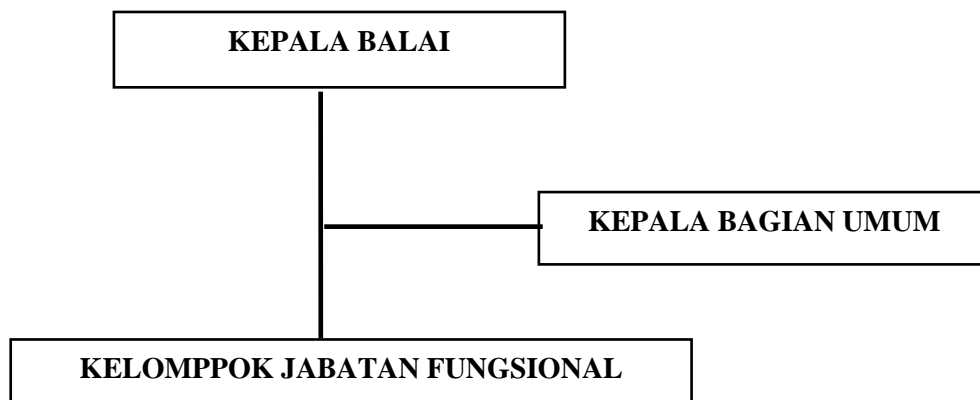 KEPALA BALAI
KEPALA BAGIAN UMUM
KELOMPPOK JABATAN FUNGSIONAL